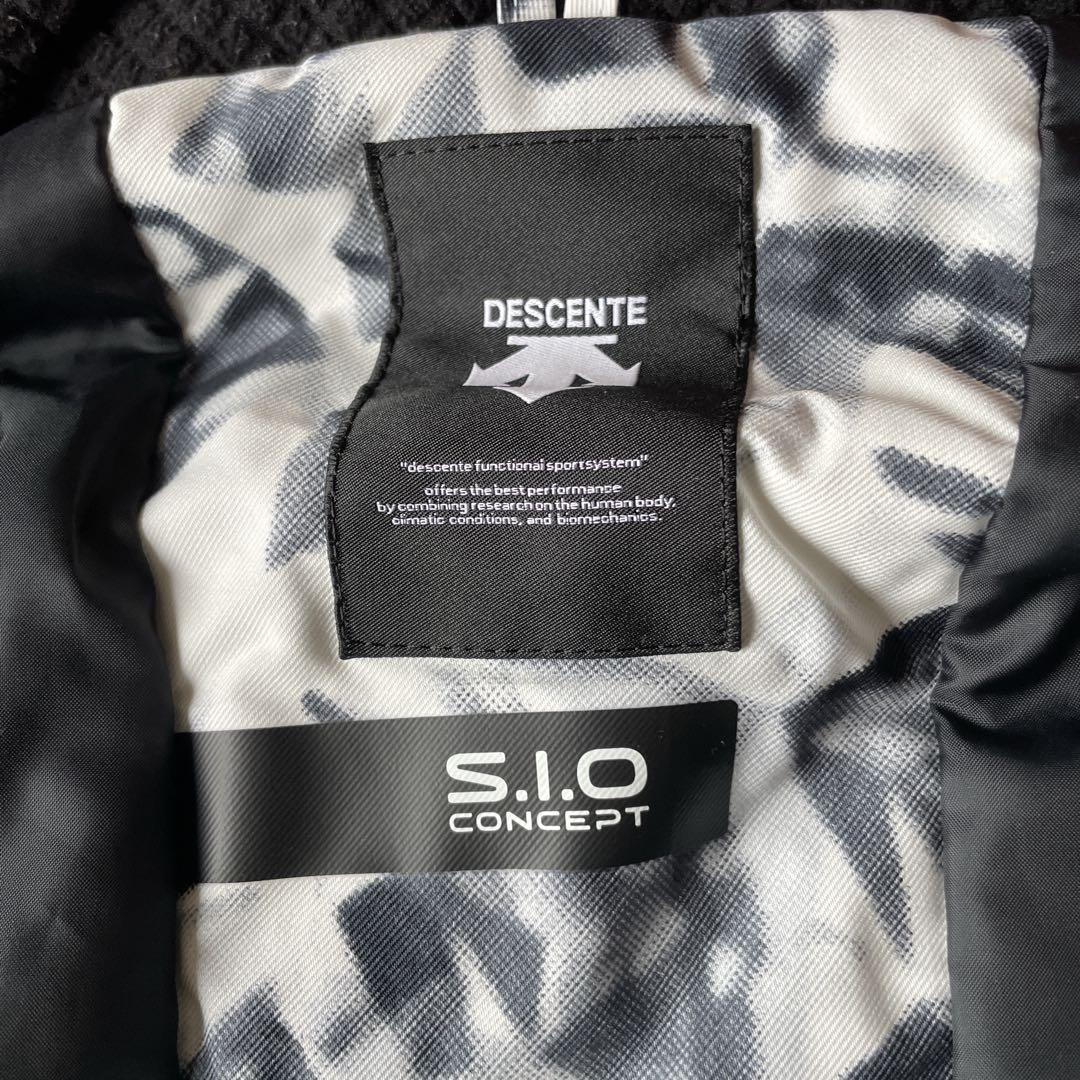 DESCENTE
"descente functional sportsystem"
offers the best performance
by combining research on the human body,
climatic conditions, and biomechanics.
S.I.O
CONCEPT